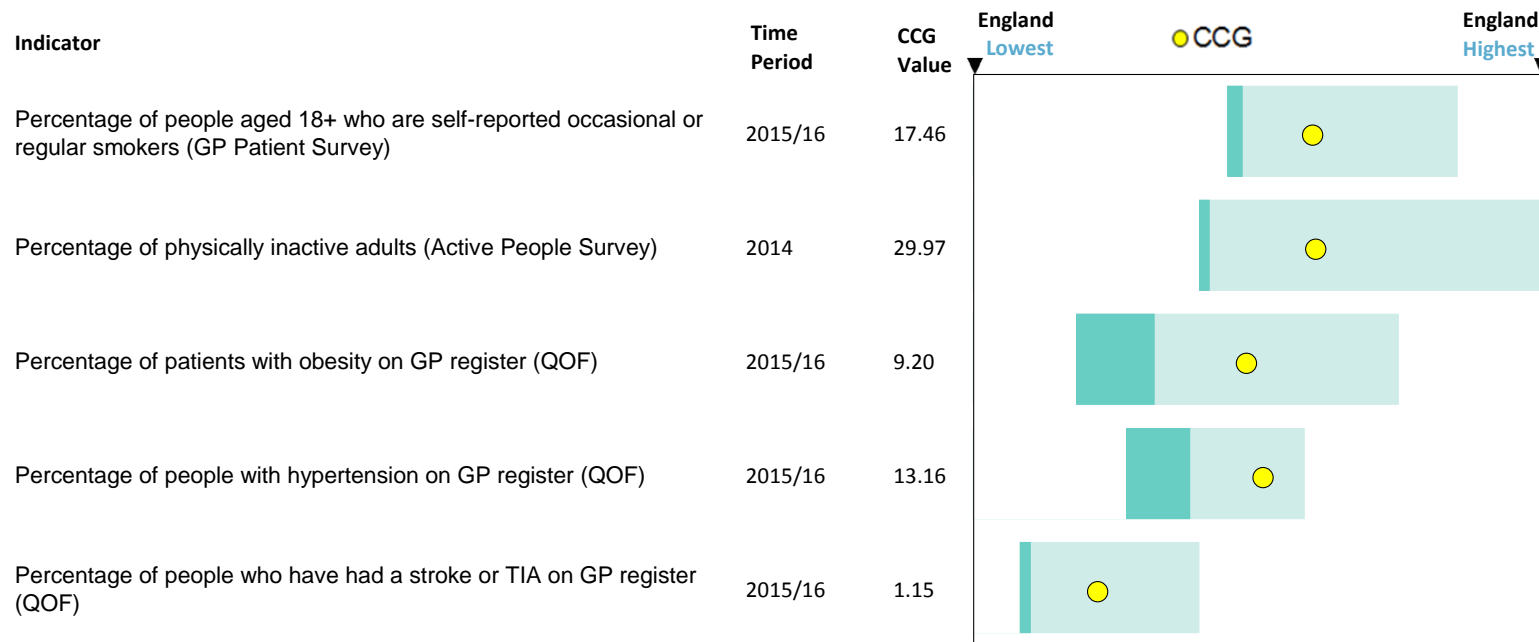 Indicator
Time
Period
CCG
Value
England
Lowest
CCG
England
Highest
Percentage of people aged 18+ who are self-reported occasional or
regular smokers (GP Patient Survey)
2015/16
17.46
Percentage of physically inactive adults (Active People Survey)
2014
29.97
Percentage of patients with obesity on GP register (QOF)
2015/16
9.20
Percentage of people with hypertension on GP register (QOF)
2015/16
13.16
Percentage of people who have had a stroke or TIA on GP register
(QOF)
2015/16
1.15